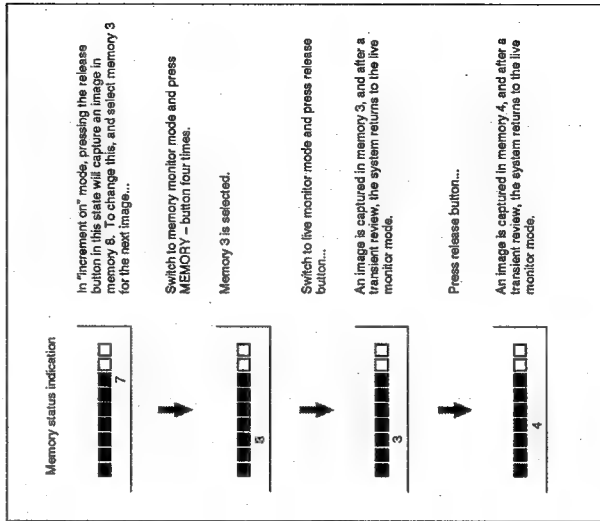 Memory status indication
7
In "increment on" mode, pressing the release
button in this state will capture an image in
memory 8. To change this, and select memory 3
for the next image...
Switch to memory monitor mode and press
MEMORY – button four times.
Memory 3 is selected.
Switch to live monitor mode and press release
button...
3
An image is captured in memory 3, and after a
transient review, the system returns to the live
monitor mode.
Press release button...
4
An image is captured in memory 4, and after a
transient review, the system returns to the live
monitor mode.